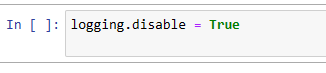 In [ ]: logging.disable = True